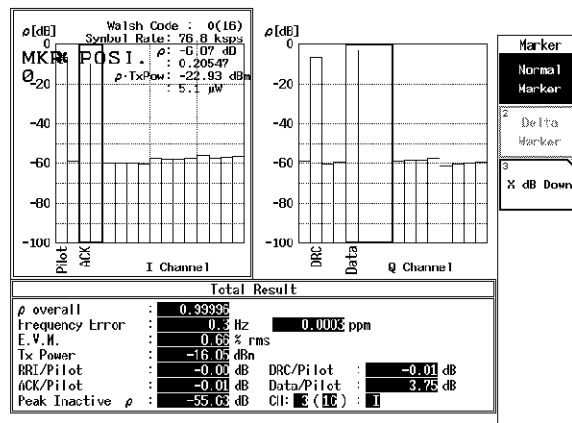 ρ[dB]
Walsh Code : 0(16)
Symbol Rate: 76.8 ksps
MKR POSI.
0
ρ: -6.87 dB
: 0.20547
ρ·TxPow: -22.93 dBm
: 5.1 µW
0
-20
-40
-60
-80
-100
Pilot
ACK
I Channel
ρ[dB]
0
-20
-40
-60
-80
-100
DRC
Data
Q Channel
Marker
Normal
Marker
2
Delta
Marker
3
X dB Down
Total Result
ρ overall : 0.99996
Frequency Error : 0.3 Hz 0.0003 ppm
E.V.M. : 0.66 % rms
Tx Power : -16.05 dBm
RRI/Pilot : -0.00 dB DRC/Pilot : -0.01 dB
ACK/Pilot : -0.01 dB Data/Pilot : 3.75 dB
Peak Inactive ρ : -55.63 dB CH: 3 (16) : I